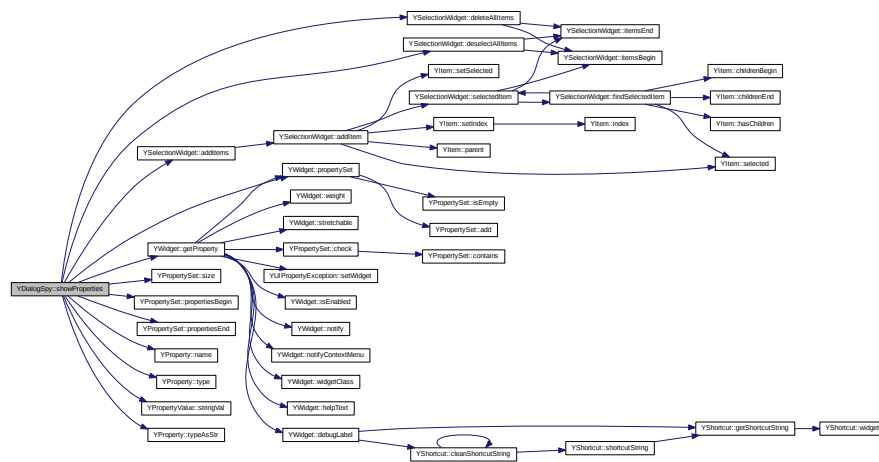 YSelectionWidget::deleteAllItems
YSelectionWidget::itemsEnd
YSelectionWidget::deselectAllItems
YSelectionWidget::itemsBegin
YItem::setSelected
YItem::childrenBegin
YSelectionWidget::selectedItem
YSelectionWidget::findSelectedItem
YItem::childrenEnd
YItem::setIndex
YItem::index
YItem::hasChildren
YSelectionWidget::addItem
YItem::parent
YSelectionWidget::addItems
YItem::selected
YWidget::propertySet
YWidget::weight
YPropertySet::isEmpty
YWidget::stretchable
YPropertySet::add
YWidget::getProperty
YPropertySet::check
YPropertySet::contains
YPropertySet::size
YUIPropertyException::setWidget
YDialogSpy::showProperties
YPropertySet::propertiesBegin
YWidget::isEnabled
YPropertySet::propertiesEnd
YWidget::notify
YProperty::name
YWidget::notifyContextMenu
YProperty::type
YWidget::widgetClass
YPropertyValue::stringVal
YWidget::helpText
YProperty::typeAsStr
YWidget::debugLabel
YShortcut::getShortcutString
YShortcut::widget
YShortcut::cleanShortcutString
YShortcut::shortcutString